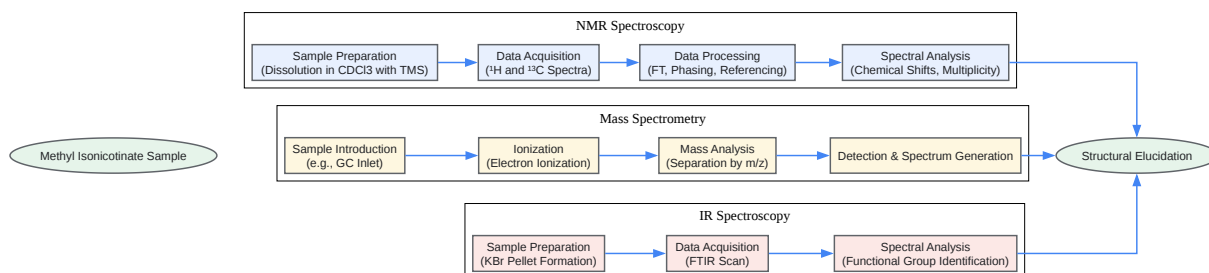 NMR Spectroscopy
Sample Preparation
(Dissolution in CDCl3 with TMS)
Data Acquisition
(¹H and ¹³C Spectra)
Data Processing
(FT, Phasing, Referencing)
Spectral Analysis
(Chemical Shifts, Multiplicity)
Mass Spectrometry
Methyl Isonicotinate Sample
Sample Introduction
(e.g., GC Inlet)
Ionization
(Electron Ionization)
Mass Analysis
(Separation by m/z)
Detection & Spectrum Generation
Structural Elucidation
IR Spectroscopy
Sample Preparation
(KBr Pellet Formation)
Data Acquisition
(FTIR Scan)
Spectral Analysis
(Functional Group Identification)